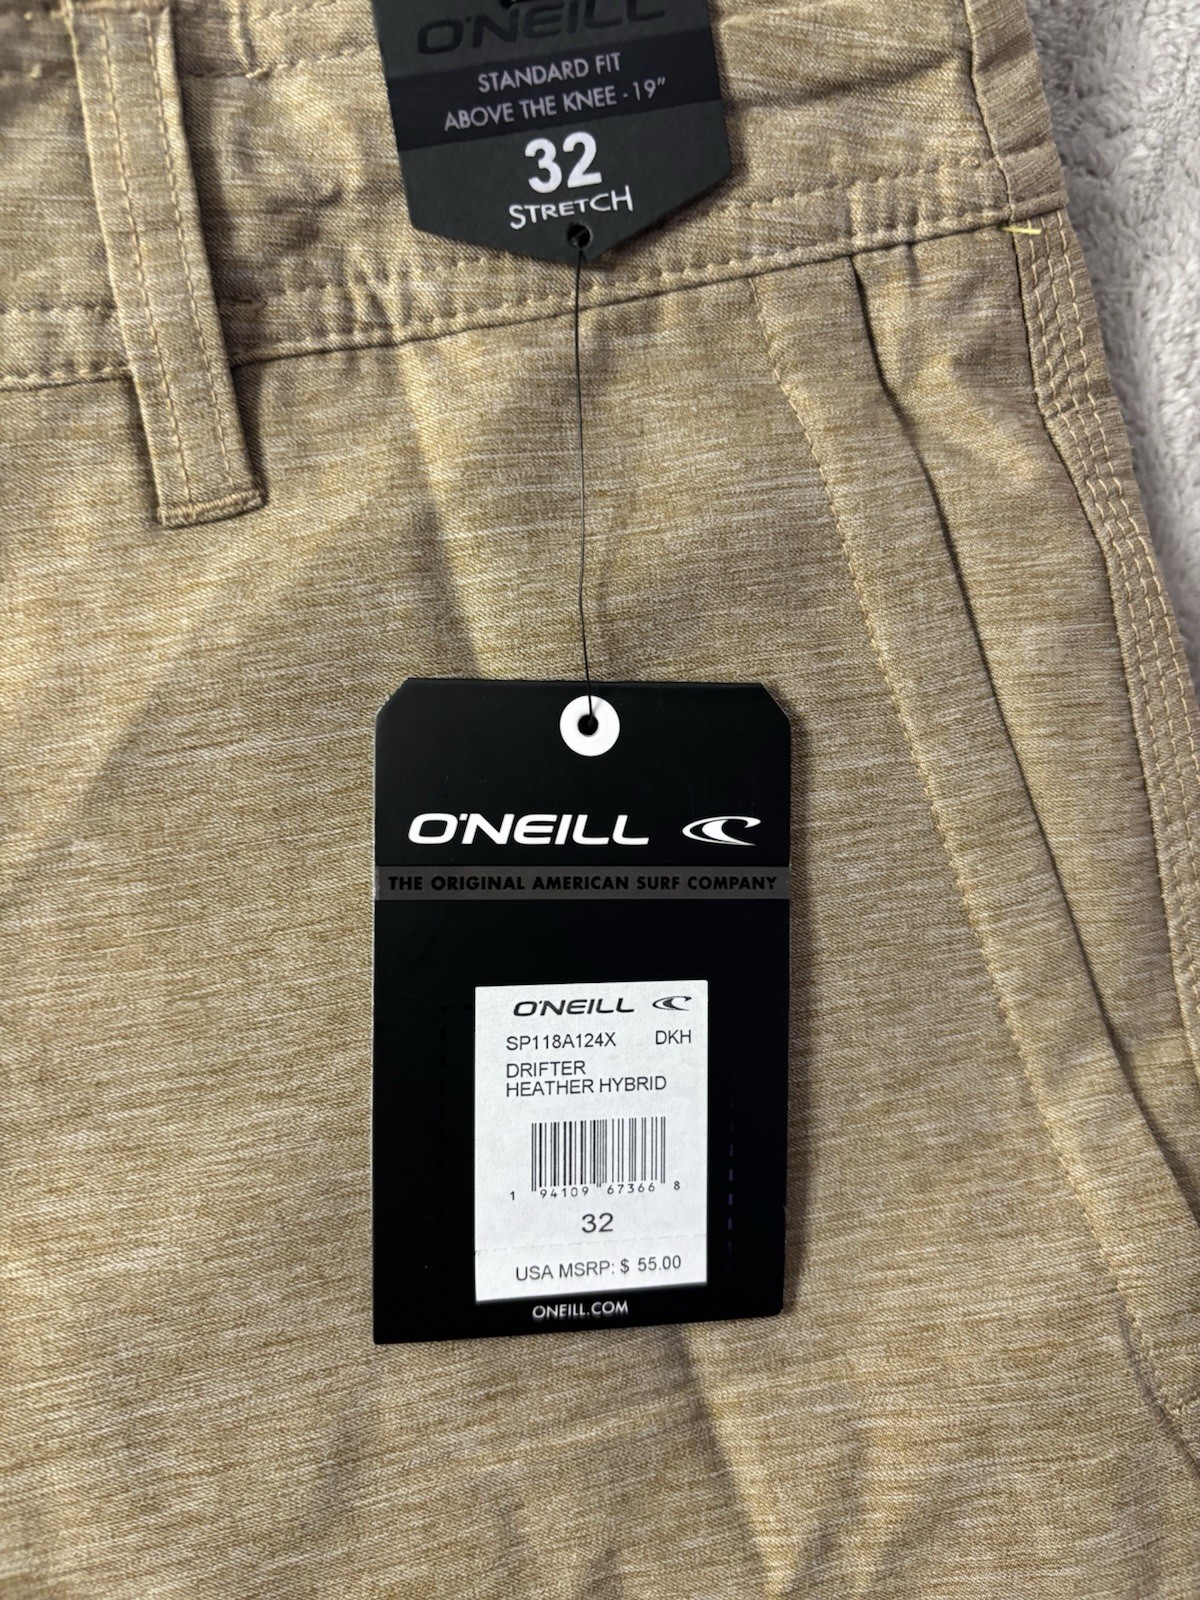 O'NEILL
STANDARD FIT
ABOVE THE KNEE - 19"
32
STRETCH
O'NEILL
THE ORIGINAL AMERICAN SURF COMPANY
O'NEILL
SP118A124X DKH
DRIFTER
HEATHER HYBRID
1 94109 67366 8
32
USA MSRP: $ 55.00
ONEILL.COM